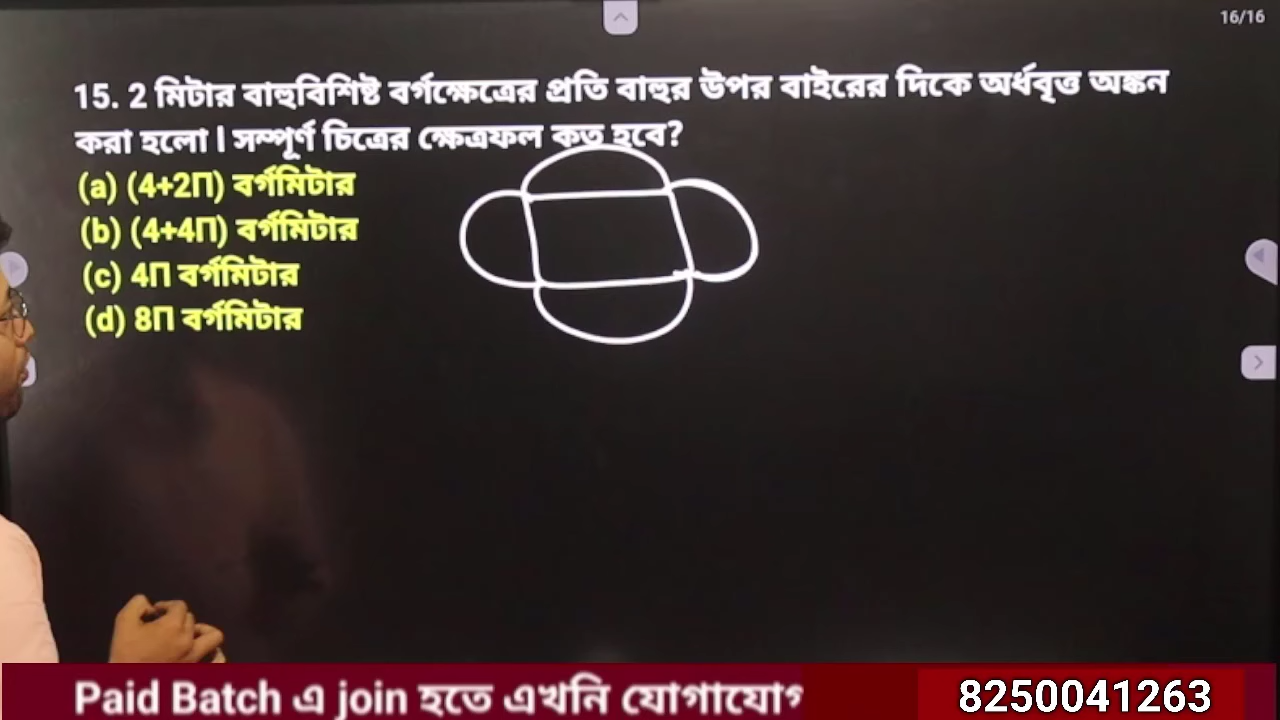 16/16
15. 2 মিটার বাহুবিশিষ্ট বর্গক্ষেত্রের প্রতি বাহুর উপর বাইরের দিকে অর্ধবৃত্ত অঙ্কন
করা হলো। সম্পূর্ণ চিত্রের ক্ষেত্রফল কত হবে?
(a) (4+2Π) বর্গমিটার
(b) (4+4Π) বর্গমিটার
(c) 4Π বর্গমিটার
(d) 8Π বর্গমিটার
Paid Batch এ join হতে এখনি যোগাযোগ 8250041263